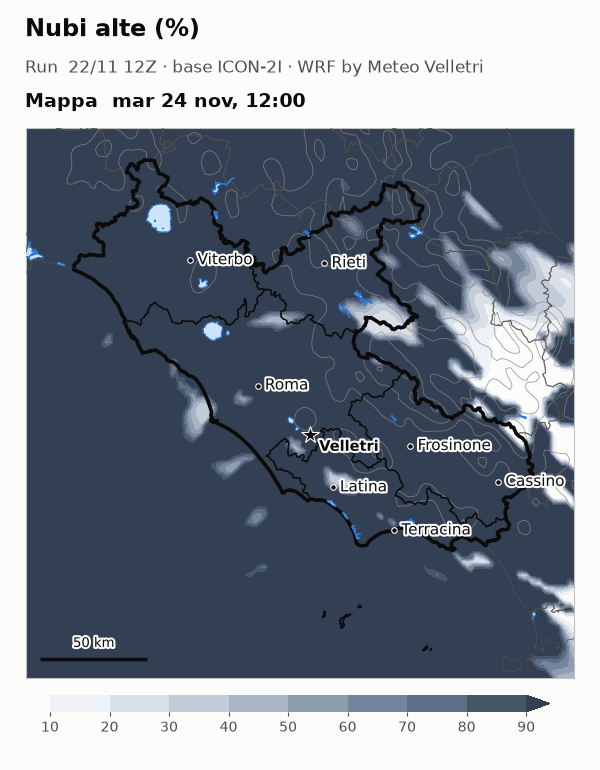 Nubi alte (%)
Run  22/11 12Z · base ICON-2I · WRF by Meteo Velletri
Mappa  mar 24 nov, 12:00
Viterbo
Rieti
Roma
Velletri
Frosinone
Latina
Cassino
Terracina
50 km
10 20 30 40 50 60 70 80 90